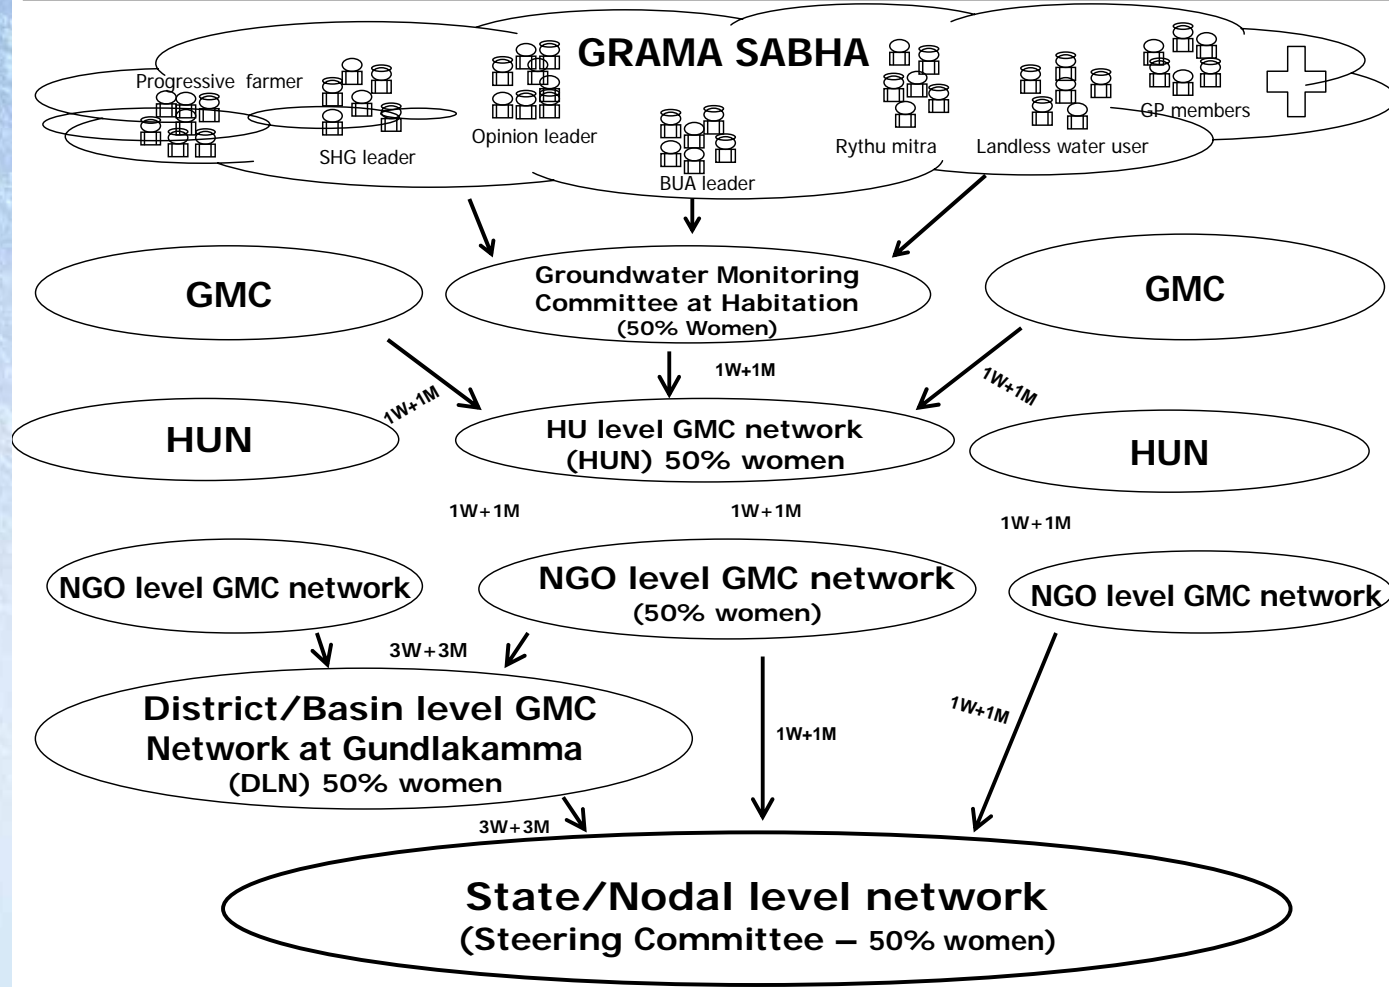 GRAMA SABHA
Progressive farmer
SHG leader
Opinion leader
BUA leader
Rythu mitra
Landless water user
GP members
GMC
Groundwater Monitoring
Committee at Habitation
(50% Women)
GMC
1W+1M
1W+1M
1W+1M
HUN
HU level GMC network
(HUN) 50% women
HUN
1W+1M
1W+1M
1W+1M
NGO level GMC network
NGO level GMC network
(50% women)
NGO level GMC network
3W+3M
District/Basin level GMC
Network at Gundlakamma
(DLN) 50% women
1W+1M
1W+1M
3W+3M
State/Nodal level network
(Steering Committee – 50% women)